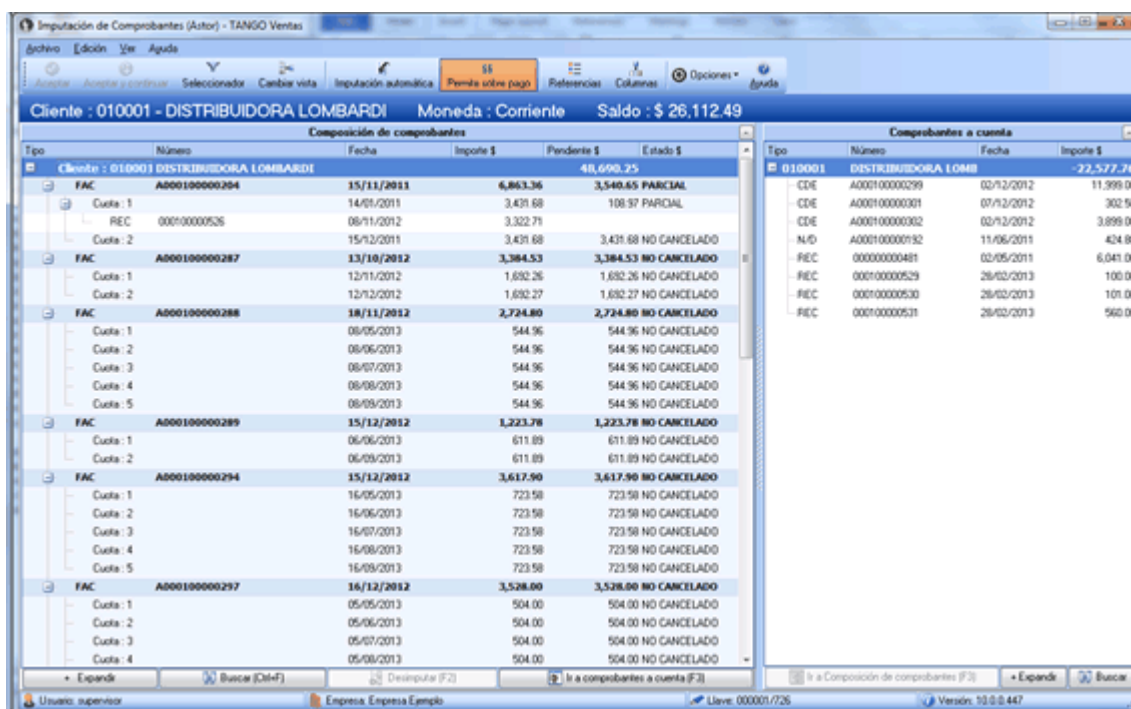 Imputación de Comprobantes (Astor) - TANGO Ventas
Archivo Edición Ver Ayuda
Aceptar Aceptar y continuar Seleccionador Cambiar vista Imputación automática Permite sobre pago Referencias Columnas Opciones Ayuda
Cliente : 010001 - DISTRIBUIDORA LOMBARDI Moneda : Corriente Saldo : $ 26,112.49
Composición de comprobantes
Tipo Número Fecha Importe $ Pendiente $ Estado $
Cliente : 010001 DISTRIBUIDORA LOMBARDI 48,690.25
FAC A000100000204 15/11/2011 6,863.36 3,540.65 PARCIAL
Cuota : 1 14/01/2011 3,431.68 108.97 PARCIAL
REC 000100000526 08/11/2012 3,322.71
Cuota : 2 15/12/2011 3,431.68 3,431.68 NO CANCELADO
FAC A000100000287 13/10/2012 3,384.53 3,384.53 NO CANCELADO
Cuota : 1 12/11/2012 1,692.26 1,692.26 NO CANCELADO
Cuota : 2 12/12/2012 1,692.27 1,692.27 NO CANCELADO
FAC A000100000288 18/11/2012 2,724.80 2,724.80 NO CANCELADO
Cuota : 1 08/05/2013 544.96 544.96 NO CANCELADO
Cuota : 2 08/06/2013 544.96 544.96 NO CANCELADO
Cuota : 3 08/07/2013 544.96 544.96 NO CANCELADO
Cuota : 4 08/08/2013 544.96 544.96 NO CANCELADO
Cuota : 5 08/09/2013 544.96 544.96 NO CANCELADO
FAC A000100000289 15/12/2012 1,223.78 1,223.78 NO CANCELADO
Cuota : 1 06/06/2013 611.89 611.89 NO CANCELADO
Cuota : 2 06/09/2013 611.89 611.89 NO CANCELADO
FAC A000100000294 15/12/2012 3,617.90 3,617.90 NO CANCELADO
Cuota : 1 16/05/2013 723.58 723.58 NO CANCELADO
Cuota : 2 16/06/2013 723.58 723.58 NO CANCELADO
Cuota : 3 16/07/2013 723.58 723.58 NO CANCELADO
Cuota : 4 16/08/2013 723.58 723.58 NO CANCELADO
Cuota : 5 16/09/2013 723.58 723.58 NO CANCELADO
FAC A000100000297 16/12/2012 3,528.00 3,528.00 NO CANCELADO
Cuota : 1 05/05/2013 504.00 504.00 NO CANCELADO
Cuota : 2 05/06/2013 504.00 504.00 NO CANCELADO
Cuota : 3 05/07/2013 504.00 504.00 NO CANCELADO
Cuota : 4 05/08/2013 504.00 504.00 NO CANCELADO
+ Expandir Buscar (Ctrl+F) Desimputar (F2) Ir a comprobantes a cuenta (F3)
Comprobantes a cuenta
Tipo Número Fecha Importe $
010001 DISTRIBUIDORA LOMB -22,577.76
CDE A000100000299 02/12/2012 11,999.0
CDE A000100000301 07/12/2012 302.50
CDE A000100000302 02/12/2012 3,899.0
N/D A000100000192 11/06/2011 424.8
REC 000000000481 02/05/2011 6,041.0
REC 000100000529 28/02/2013 100.0
REC 000100000530 28/02/2013 101.0
REC 000100000531 28/02/2013 560.0
Ir a Composición de comprobantes (F3) + Expandir Buscar
Usuario: supervisor Empresa: Empresa Ejemplo Llave: 000001/726 Versión: 10.0.0.447